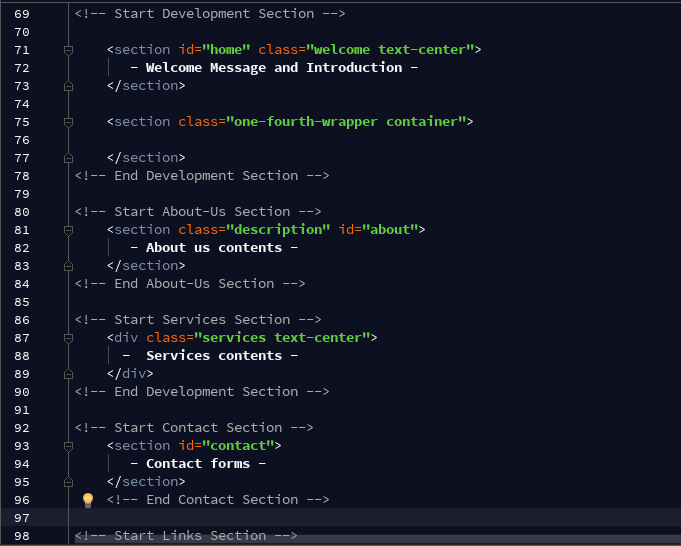 69 <!-- Start Development Section -->
70
71 <section id="home" class="welcome text-center">
72 - Welcome Message and Introduction -
73 </section>
74
75 <section class="one-fourth-wrapper container">
76
77 </section>
78 <!-- End Development Section -->
79
80 <!-- Start About-Us Section -->
81 <section class="description" id="about">
82 - About us contents -
83 </section>
84 <!-- End About-Us Section -->
85
86 <!-- Start Services Section -->
87 <div class="services text-center">
88 -  Services contents -
89 </div>
90 <!-- End Development Section -->
91
92 <!-- Start Contact Section -->
93 <section id="contact">
94 - Contact forms -
95 </section>
96 <!-- End Contact Section -->
97
98 <!-- Start Links Section -->